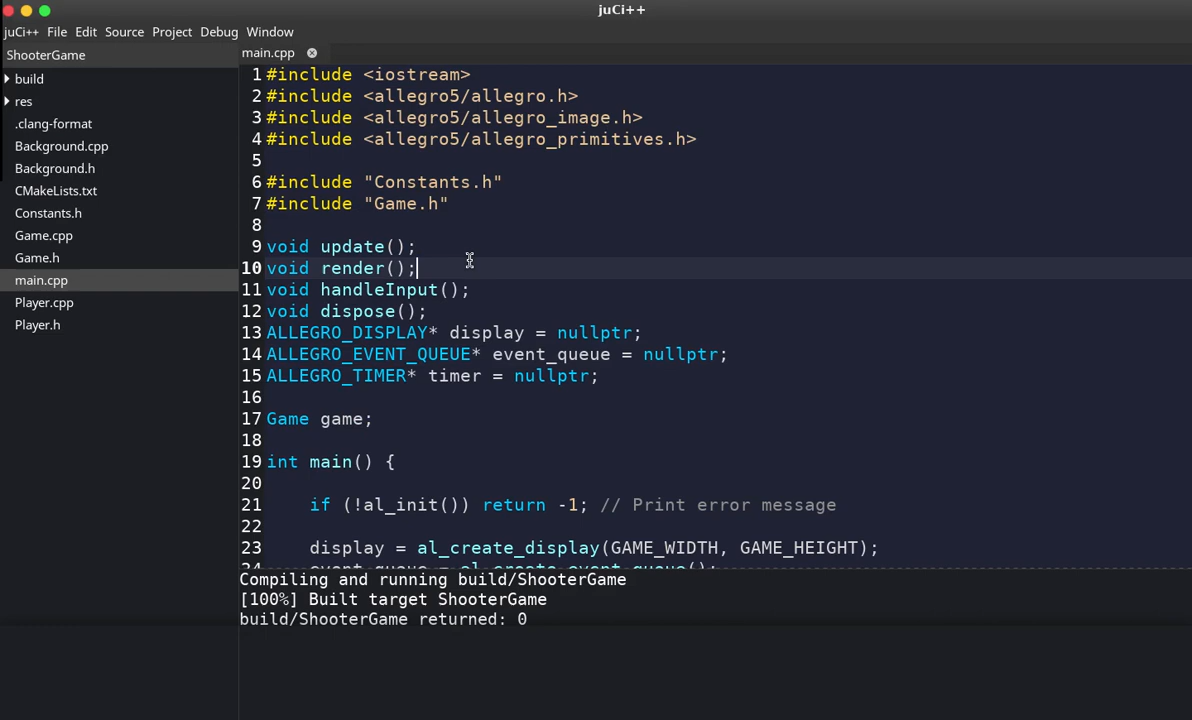 juCi++
juCi++ File Edit Source Project Debug Window
ShooterGame
build
res
.clang-format
Background.cpp
Background.h
CMakeLists.txt
Constants.h
Game.cpp
Game.h
main.cpp
Player.cpp
Player.h
main.cpp
1 #include <iostream>
2 #include <allegro5/allegro.h>
3 #include <allegro5/allegro_image.h>
4 #include <allegro5/allegro_primitives.h>
5
6 #include "Constants.h"
7 #include "Game.h"
8
9 void update();
10 void render();
11 void handleInput();
12 void dispose();
13 ALLEGRO_DISPLAY* display = nullptr;
14 ALLEGRO_EVENT_QUEUE* event_queue = nullptr;
15 ALLEGRO_TIMER* timer = nullptr;
16
17 Game game;
18
19 int main() {
20
21     if (!al_init()) return -1; // Print error message
22
23     display = al_create_display(GAME_WIDTH, GAME_HEIGHT);
24     event_queue = al_create_event_queue();
Compiling and running build/ShooterGame
[100%] Built target ShooterGame
build/ShooterGame returned: 0